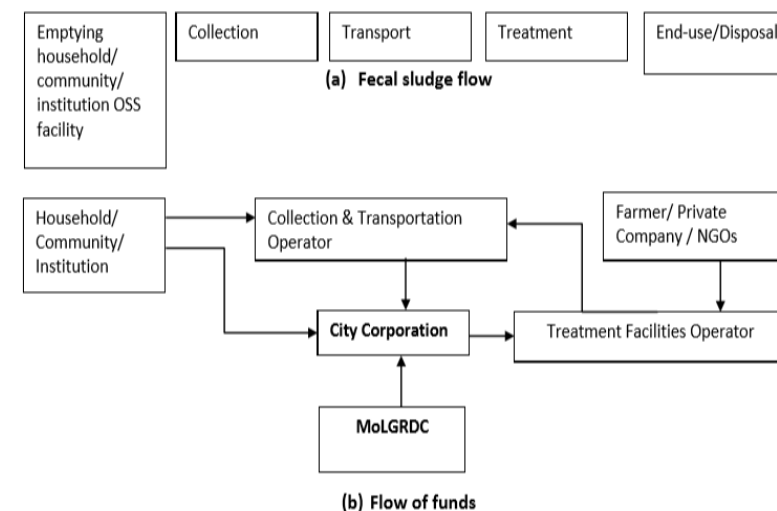 Emptying
household/
community/
institution OSS
facility
Collection
Transport
Treatment
End-use/Disposal
(a) Fecal sludge flow
Household/
Community/
Institution
Collection & Transportation
Operator
Farmer/ Private
Company / NGOs
City Corporation
Treatment Facilities Operator
MoLGRDC
(b) Flow of funds